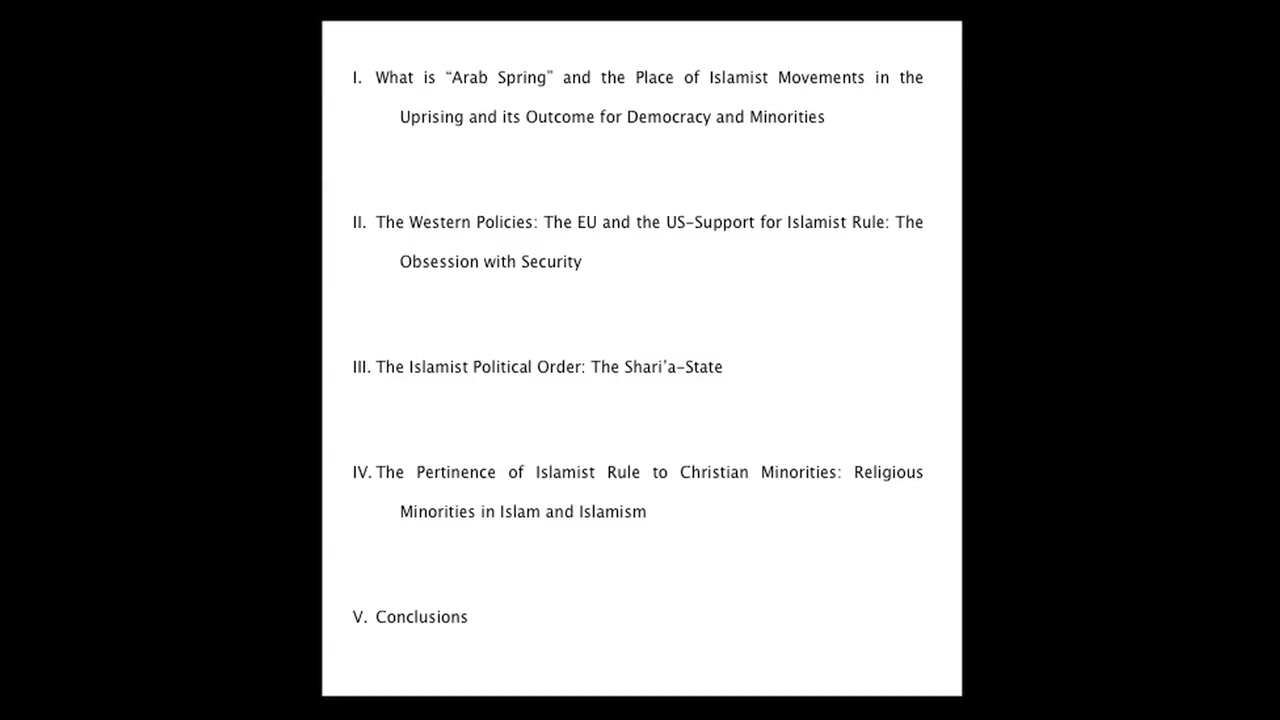 I. What is “Arab Spring” and the Place of Islamist Movements in the
Uprising and its Outcome for Democracy and Minorities
II. The Western Policies: The EU and the US-Support for Islamist Rule: The
Obsession with Security
III. The Islamist Political Order: The Shari'a-State
IV. The Pertinence of Islamist Rule to Christian Minorities: Religious
Minorities in Islam and Islamism
V. Conclusions